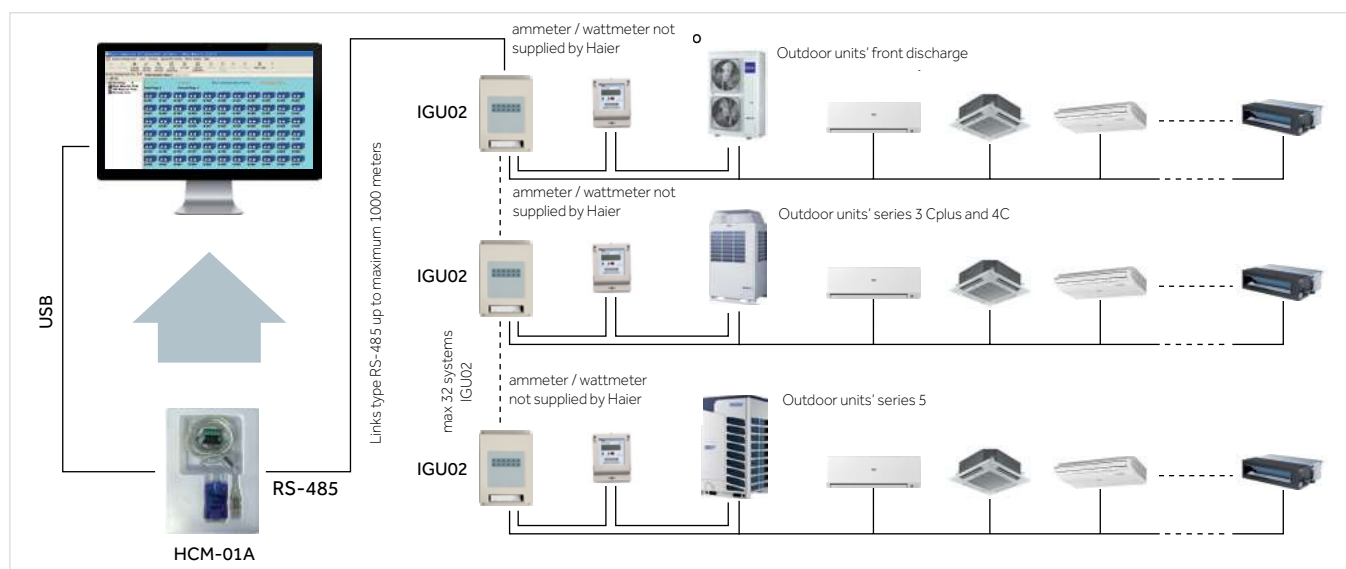 ammeter / wattmeter not
supplied by Haier
o
Outdoor units' front discharge
IGU02
ammeter / wattmeter not
supplied by Haier
Outdoor units' series 3 Cplus and 4C
IGU02
USB
Links type RS-485 up to maximum 1000 meters
max 32 systems
IGU02
ammeter / wattmeter
not supplied by Haier
Outdoor units' series 5
IGU02
RS-485
HCM-01A